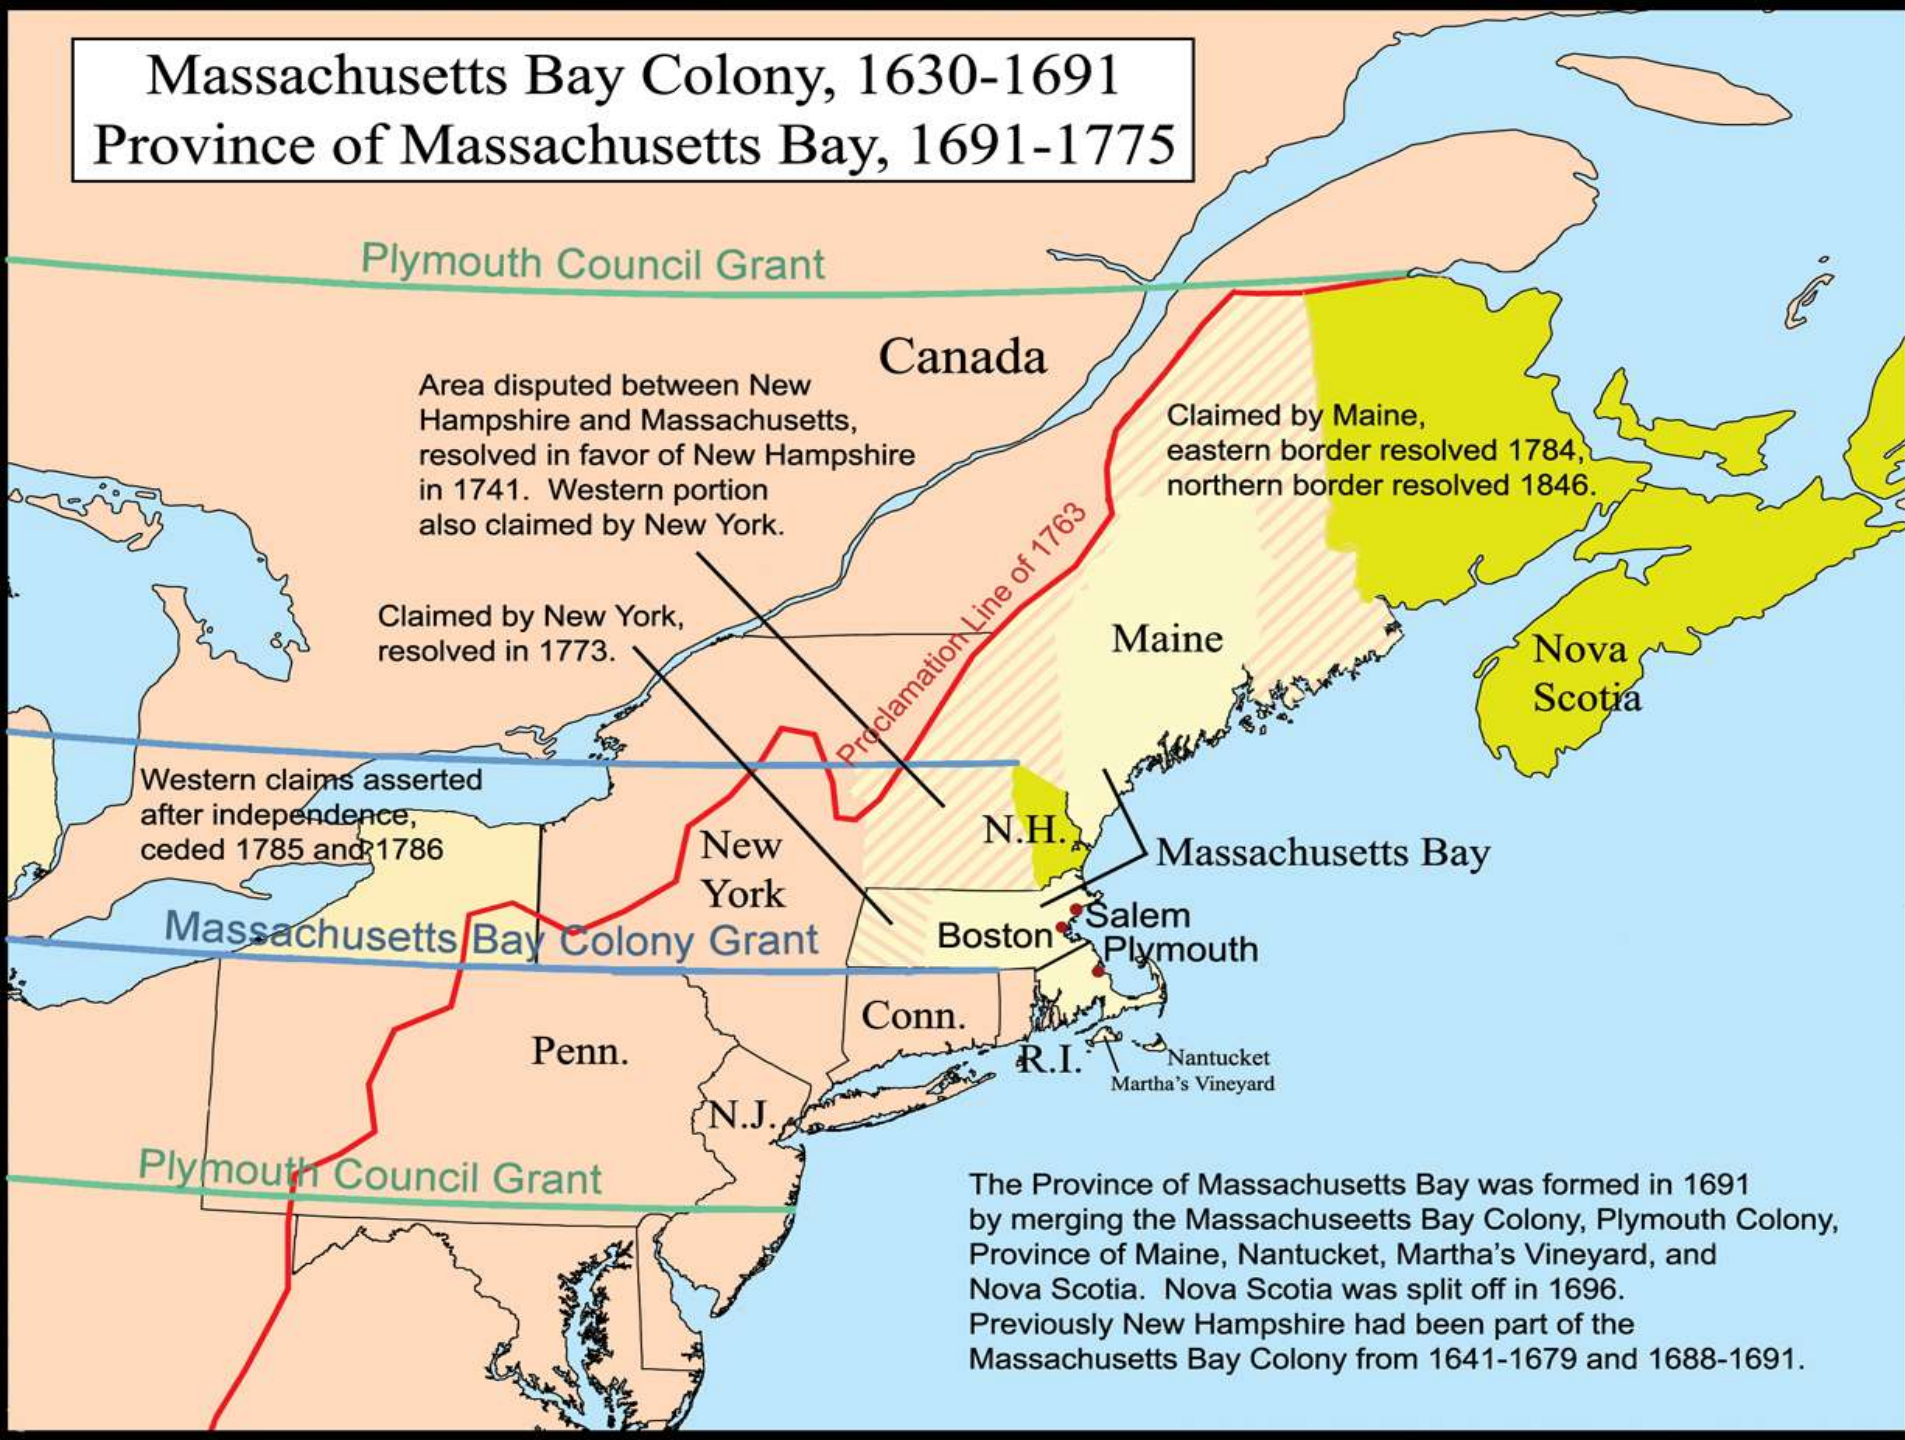 Massachusetts Bay Colony, 1630-1691
Province of Massachusetts Bay, 1691-1775
Plymouth Council Grant
Canada
Area disputed between New
Hampshire and Massachusetts,
resolved in favor of New Hampshire
in 1741. Western portion
also claimed by New York.
Claimed by Maine,
eastern border resolved 1784,
northern border resolved 1846.
Proclamation Line of 1763
Claimed by New York,
resolved in 1773.
Maine
Nova
Scotia
Western claims asserted
after independence,
ceded 1785 and 1786
New
York
N.H.
Massachusetts Bay
Massachusetts Bay Colony Grant
Boston
Salem
Plymouth
Conn.
Penn.
R.I.
Nantucket
Martha's Vineyard
N.J.
Plymouth Council Grant
The Province of Massachusetts Bay was formed in 1691
by merging the Massachuseetts Bay Colony, Plymouth Colony,
Province of Maine, Nantucket, Martha's Vineyard, and
Nova Scotia. Nova Scotia was split off in 1696.
Previously New Hampshire had been part of the
Massachusetts Bay Colony from 1641-1679 and 1688-1691.